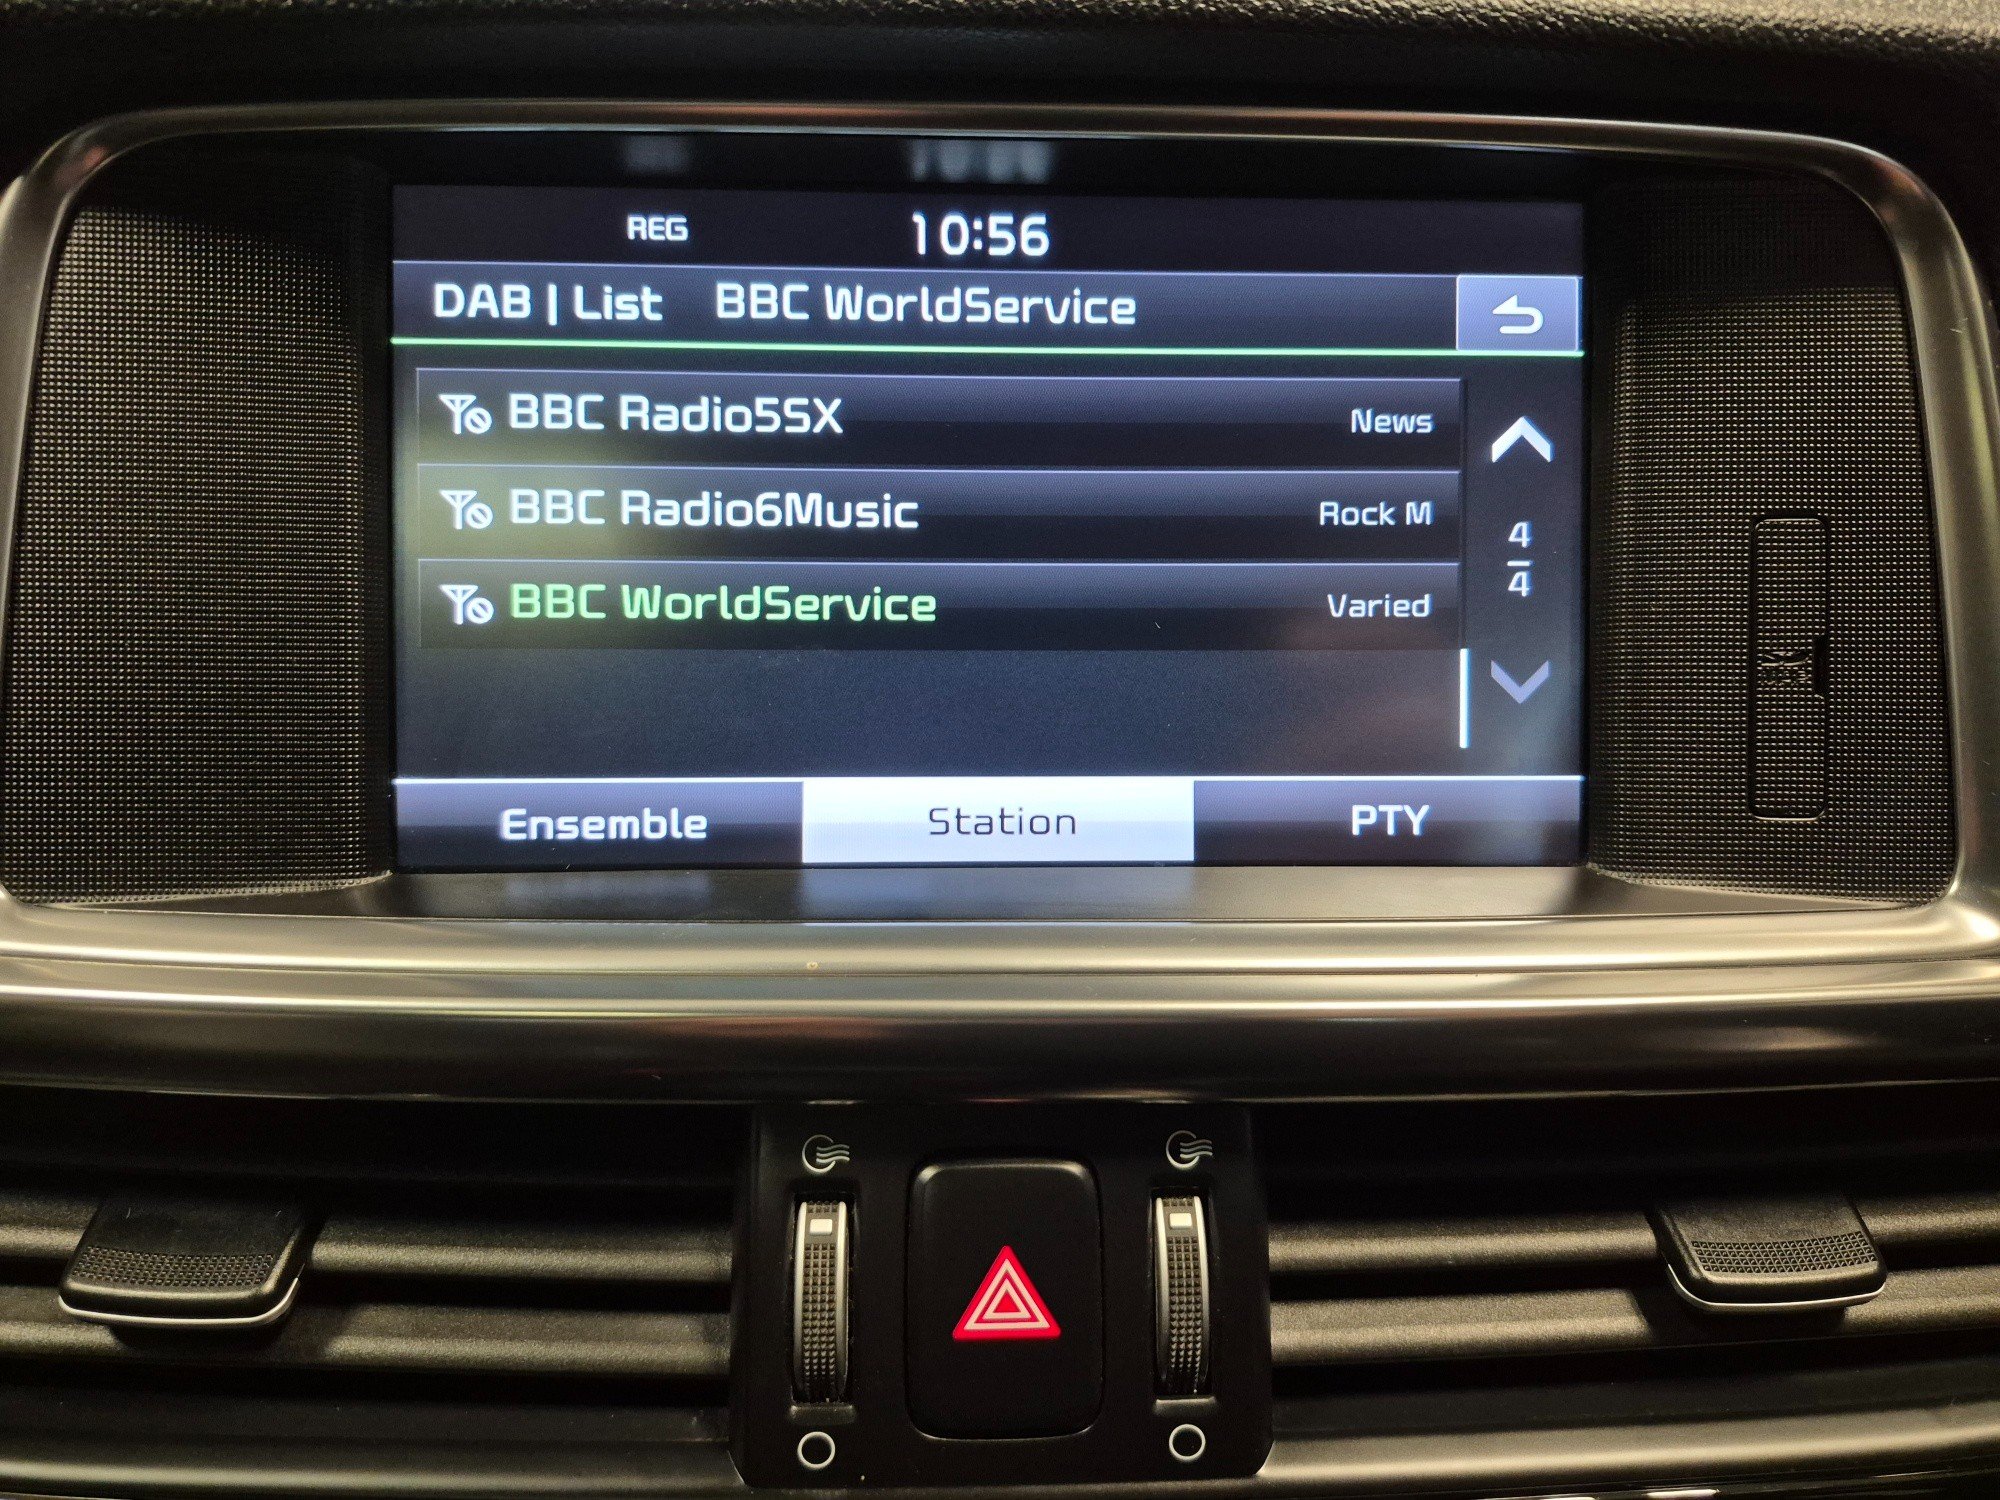 REG 10:56
DAB | List BBC WorldService
BBC Radio5SX News
BBC Radio6Music Rock M
BBC WorldService Varied
4
4
Ensemble Station PTY